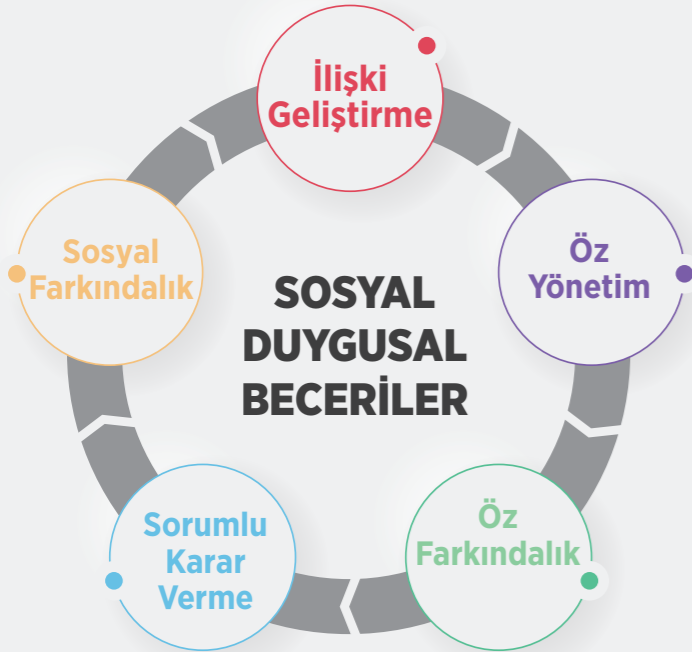 İlişki
Geliştirme
Sosyal
Farkındalık
Öz
Yönetim
SOSYAL
DUYGUSAL
BECERİLER
Sorumlu
Karar
Verme
Öz
Farkındalık